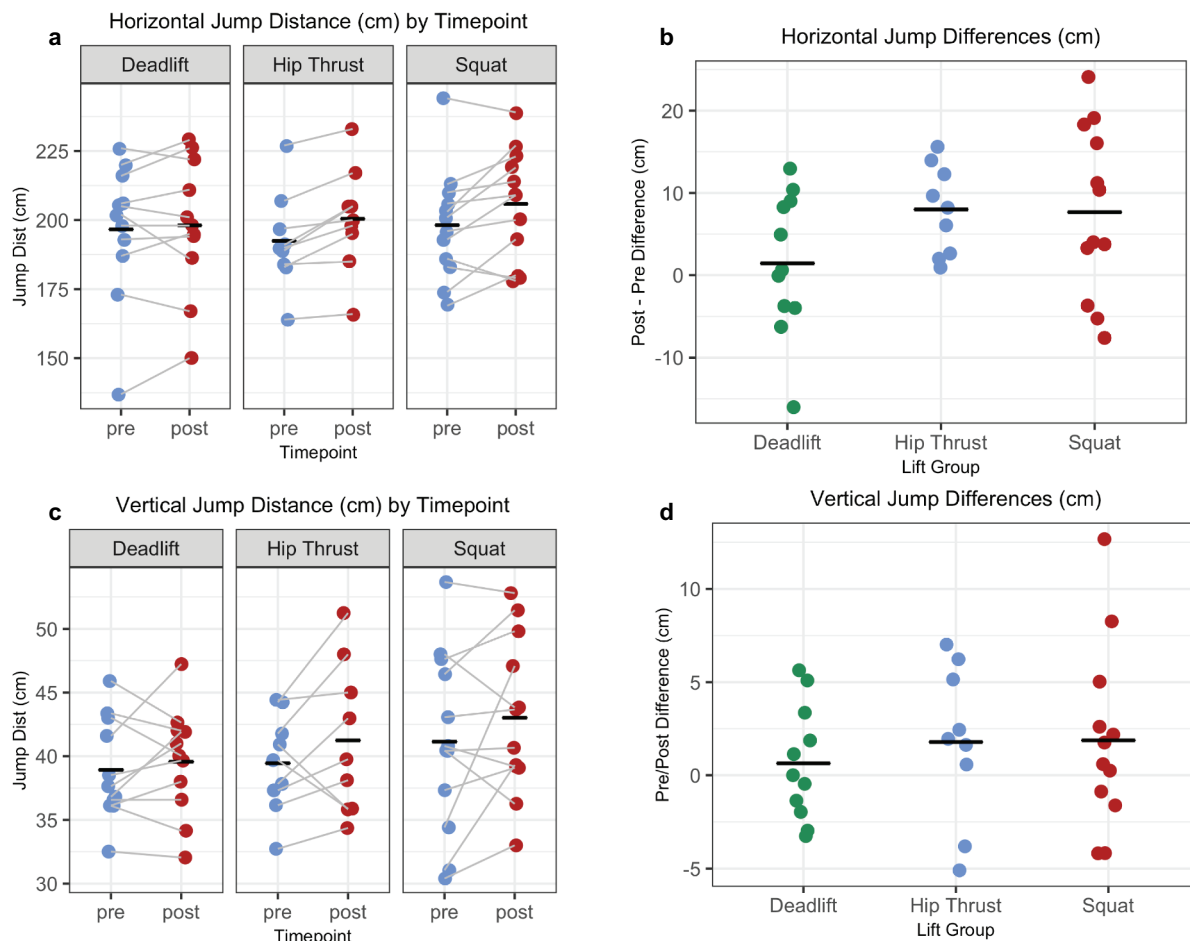 a
Horizontal Jump Distance (cm) by Timepoint
Deadlift
Hip Thrust
Squat
Jump Dist (cm)
225
200
175
150
pre
post
pre
post
pre
post
Timepoint
b
Horizontal Jump Differences (cm)
Post - Pre Difference (cm)
20
10
0
-10
Deadlift
Hip Thrust
Squat
Lift Group
c
Vertical Jump Distance (cm) by Timepoint
Deadlift
Hip Thrust
Squat
Jump Dist (cm)
50
45
40
35
30
pre
post
pre
post
pre
post
Timepoint
d
Vertical Jump Differences (cm)
Pre/Post Difference (cm)
10
5
0
-5
Deadlift
Hip Thrust
Squat
Lift Group